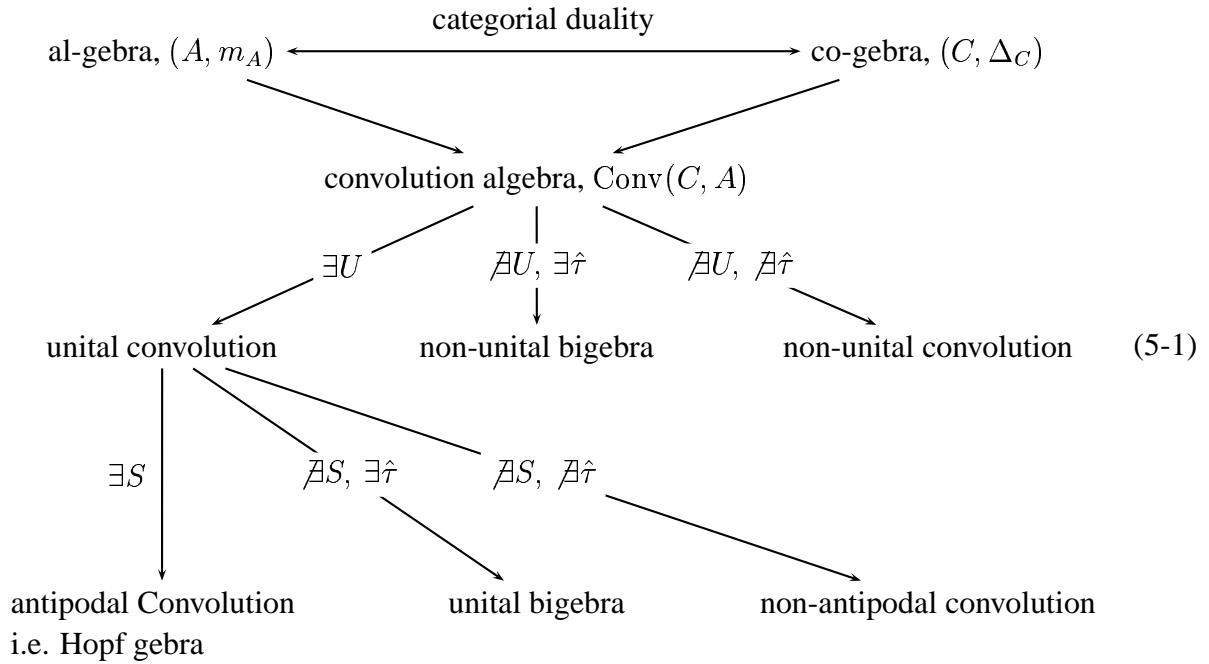 categorial duality
al-gebra, (A, m_A) co-gebra, (C, Δ_C)
convolution algebra, Conv(C, A)
∃U ∄U, ∃τ̂ ∄U, ∄τ̂
unital convolution non-unital bigebra non-unital convolution (5-1)
∃S ∄S, ∃τ̂ ∄S, ∄τ̂
antipodal Convolution unital bigebra non-antipodal convolution
i.e. Hopf gebra